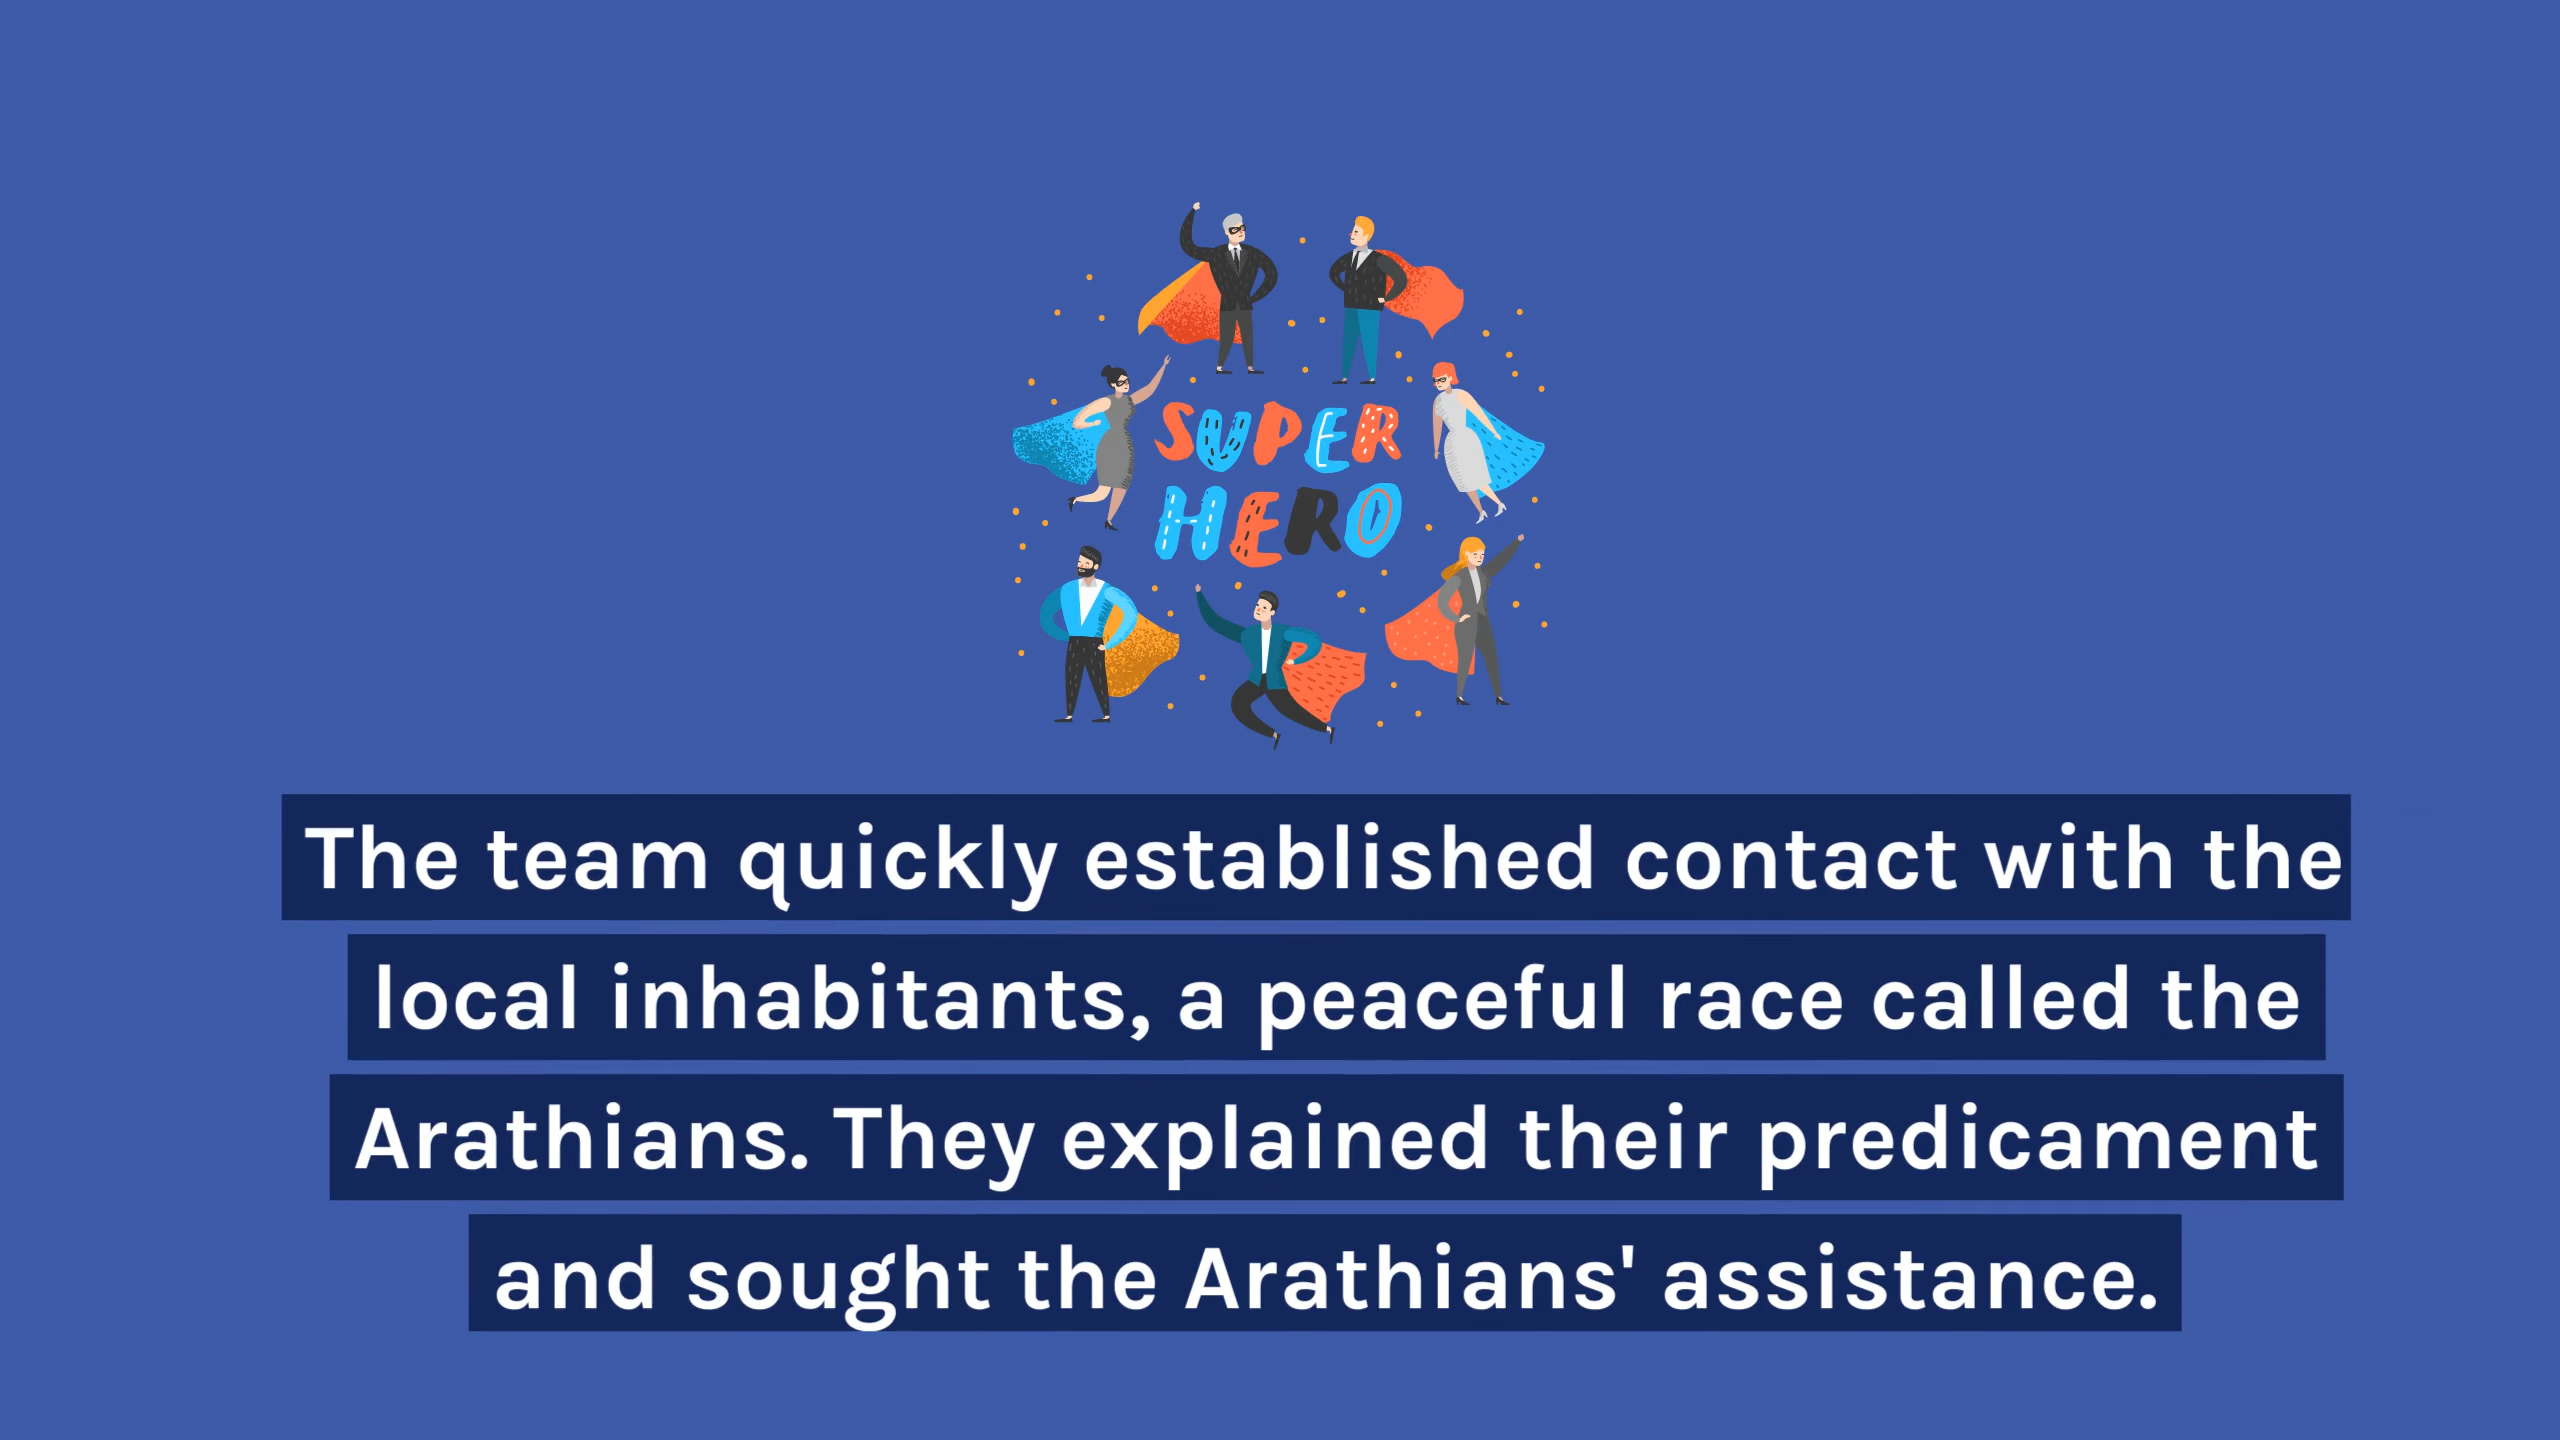 SUPER
HERO
The team quickly established contact with the
local inhabitants, a peaceful race called the
Arathians. They explained their predicament
and sought the Arathians' assistance.